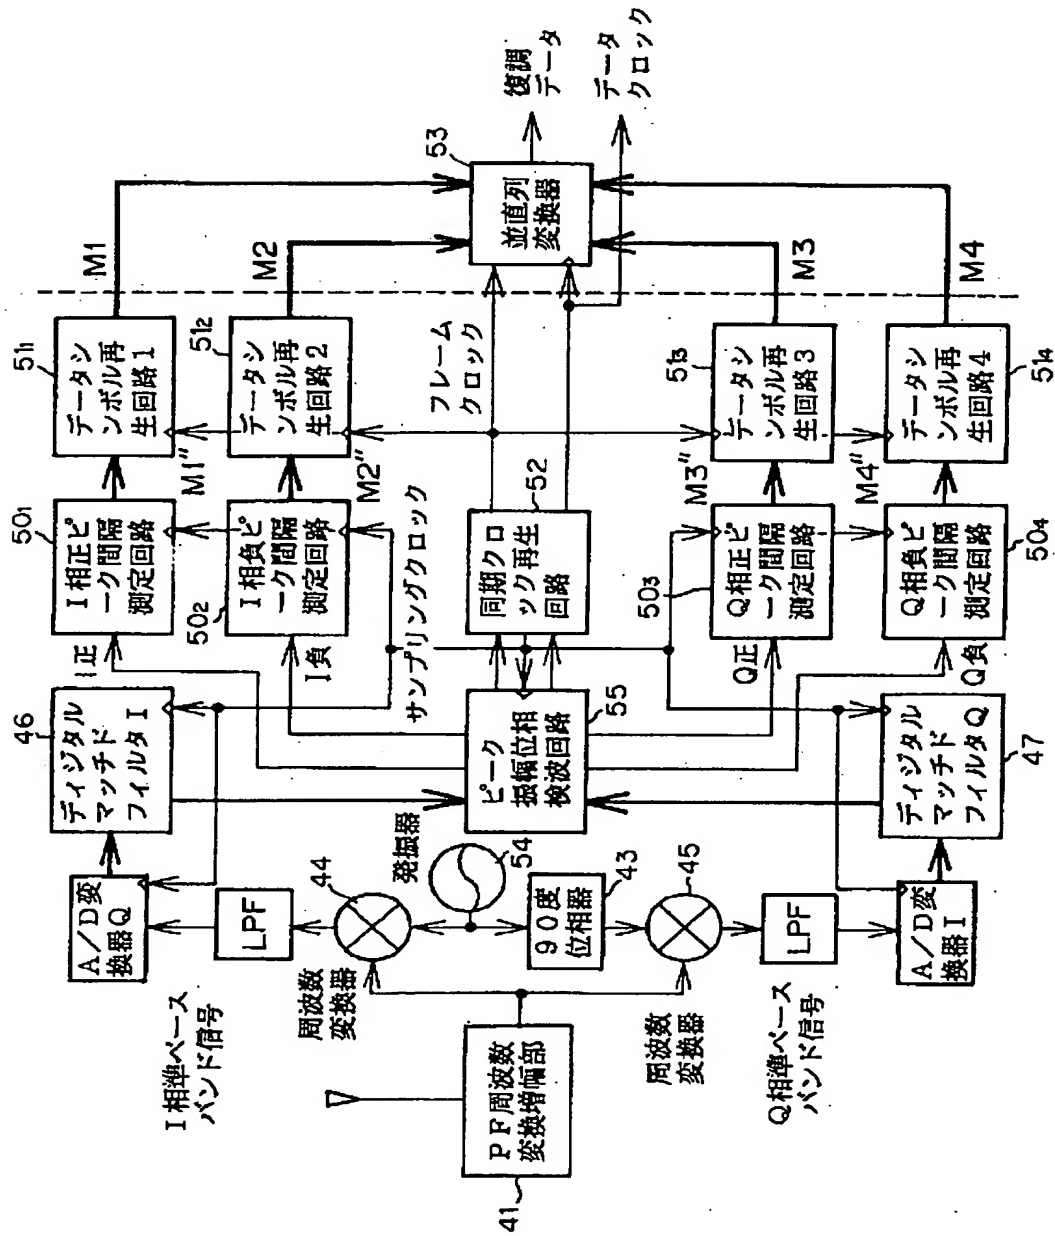 41
PF周波数
変換増幅部
I相準ベース
バンド信号
周波数
変換器
44
LPF
A/D変
換器Q
46
ディジタル
マッチド
フィルタI
発振器
54
90度
位相器
43
周波数
変換器
45
LPF
Q相準ベース
バンド信号
A/D変
換器I
ディジタル
マッチド
フィルタQ
47
ピーク
振幅位相
検波回路
55
I正
I負
Q正
Q負
サンプリングクロック
50₁
I相正ピ
ーク間隔
測定回路
50₂
I相負ピ
ーク間隔
測定回路
同期クロ
ック再生
回路
52
50₃
Q相正ピ
ーク間隔
測定回路
Q相負ピ
ーク間隔
測定回路
50₄
M1″
M2″
M3″
M4″
51₁
データシ
ンボル再
生回路1
51₂
データシ
ンボル再
生回路2
フレーム
クロック
51₃
データシ
ンボル再
生回路3
データシ
ンボル再
生回路4
51₄
M1
M2
M3
M4
53
並直列
変換器
復調
データ
データ
クロック